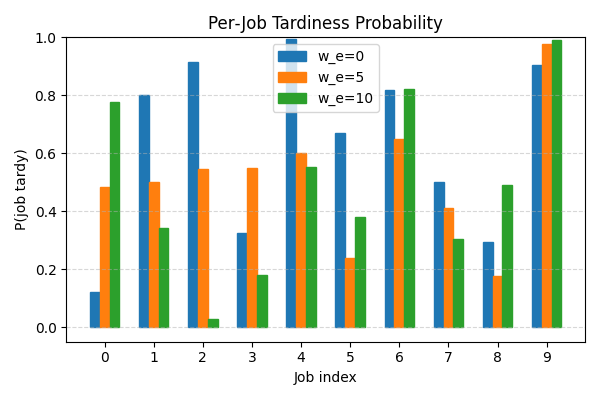 Per-Job Tardiness Probability
w_e=0
w_e=5
w_e=10
P(job tardy)
1.0
0.8
0.6
0.4
0.2
0.0
0 1 2 3 4 5 6 7 8 9
Job index